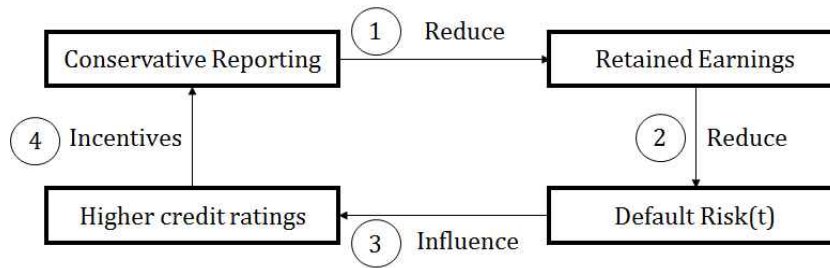 1 Reduce
Conservative Reporting
Retained Earnings
4 Incentives
2 Reduce
Higher credit ratings
Default Risk(t)
3 Influence